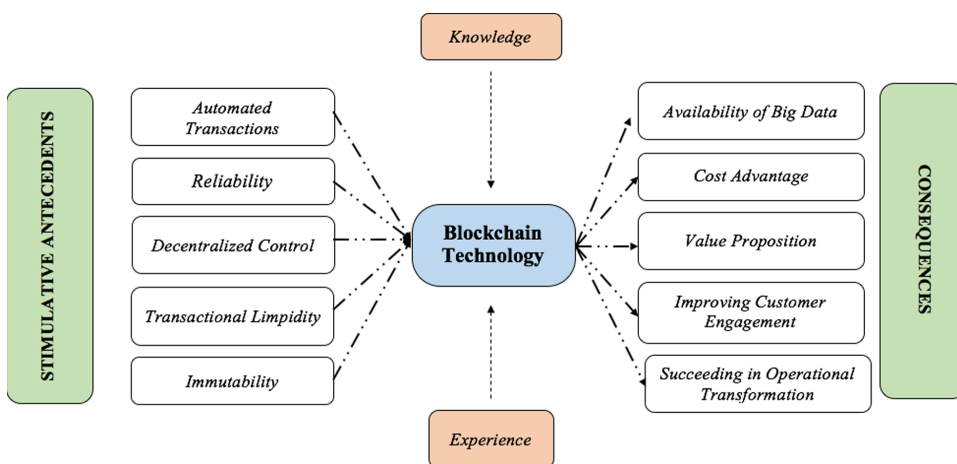 Knowledge
STIMULATIVE ANTECEDENTS
Automated
Transactions
Reliability
Decentralized Control
Transactional Limpidity
Immutability
Blockchain
Technology
Experience
Availability of Big Data
Cost Advantage
Value Proposition
Improving Customer
Engagement
Succeeding in Operational
Transformation
CONSEQUENCES